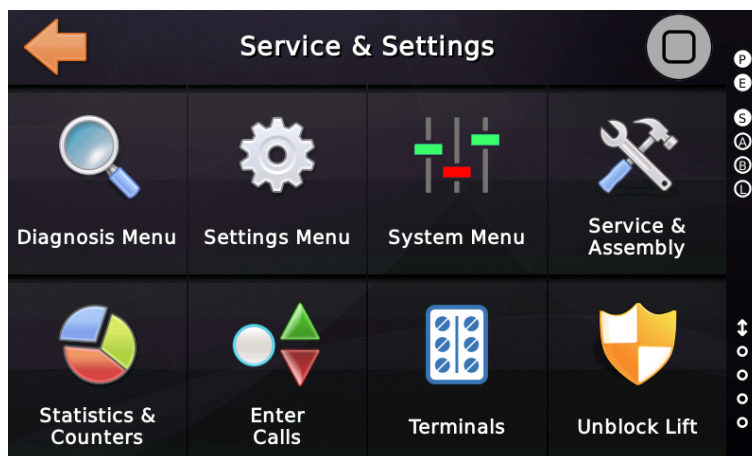 Service & Settings
P
E
S
A
B
L
Diagnosis Menu
Settings Menu
System Menu
Service &
Assembly
Statistics &
Counters
Enter
Calls
Terminals
Unblock Lift